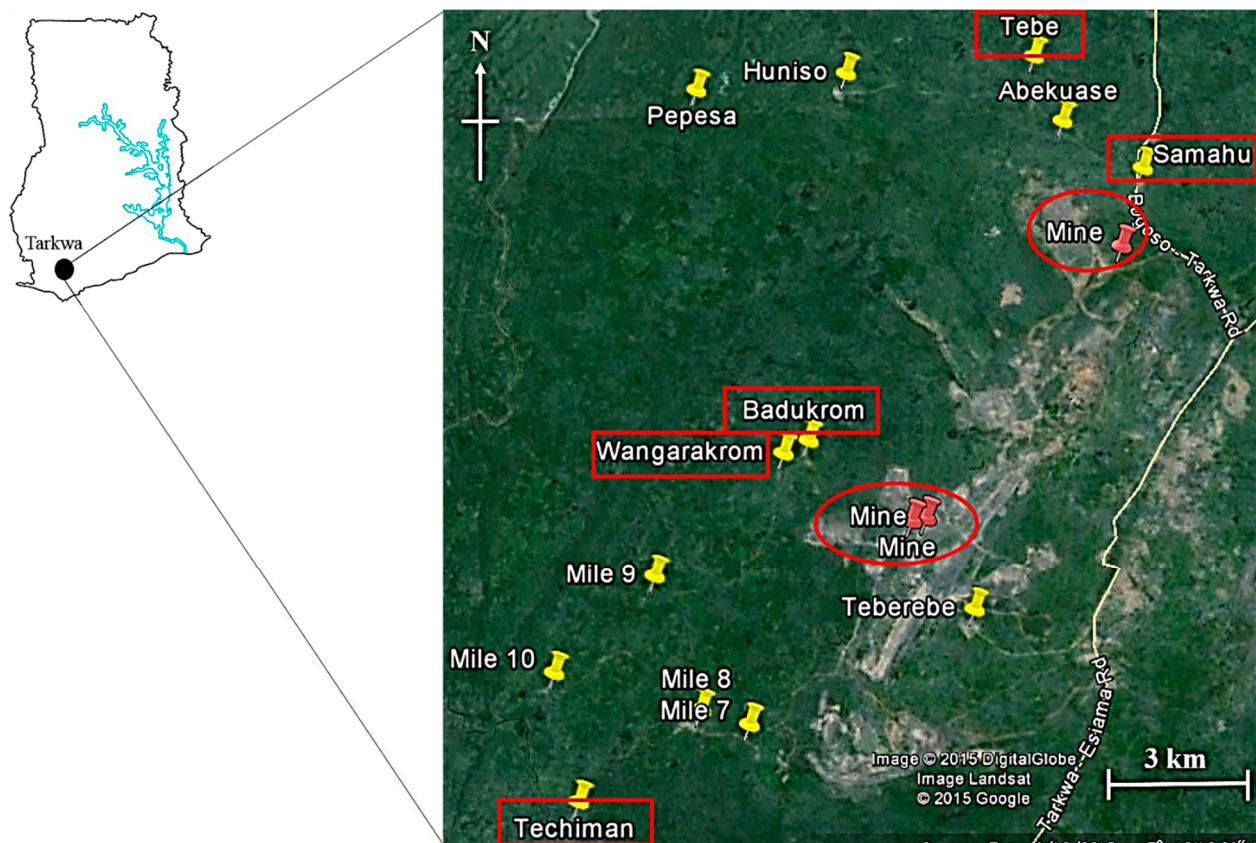 Tarkwa
N
Tebe
Huniso
Pepesa
Abekuase
Samahu
Mine
Bogoso - Tarkwa Rd
Badukrom
Wangarakrom
Mine
Mine
Mile 9
Teberebe
Mile 10
Mile 8
Mile 7
Tarkwa - Esiama Rd
Image © 2015 DigitalGlobe
Image Landsat
© 2015 Google
3 km
Techiman